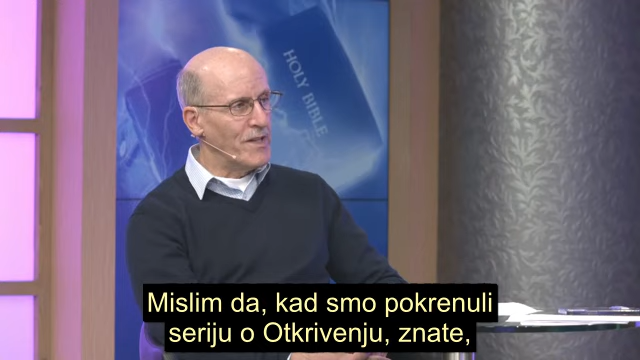 HOLY BIBLE
Mislim da, kad smo pokrenuli
seriju o Otkrivenju, znate,